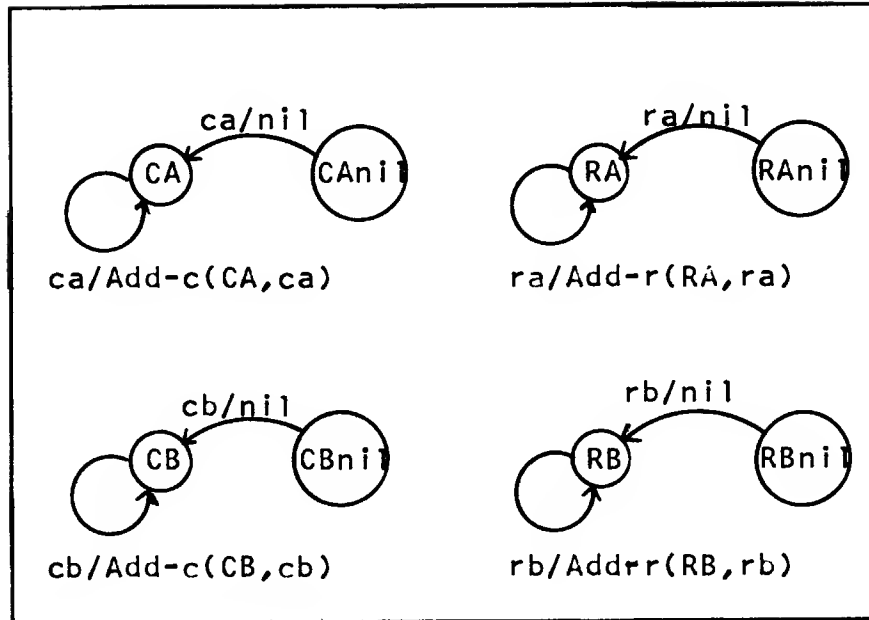 ca/nil
ra/nil
CA
CAnil
RA
RAnil
ca/Add-c(CA,ca)
ra/Add-r(RA,ra)
cb/nil
rb/nil
CB
CBnil
RB
RBnil
cb/Add-c(CB,cb)
rb/Add-r(RB,rb)